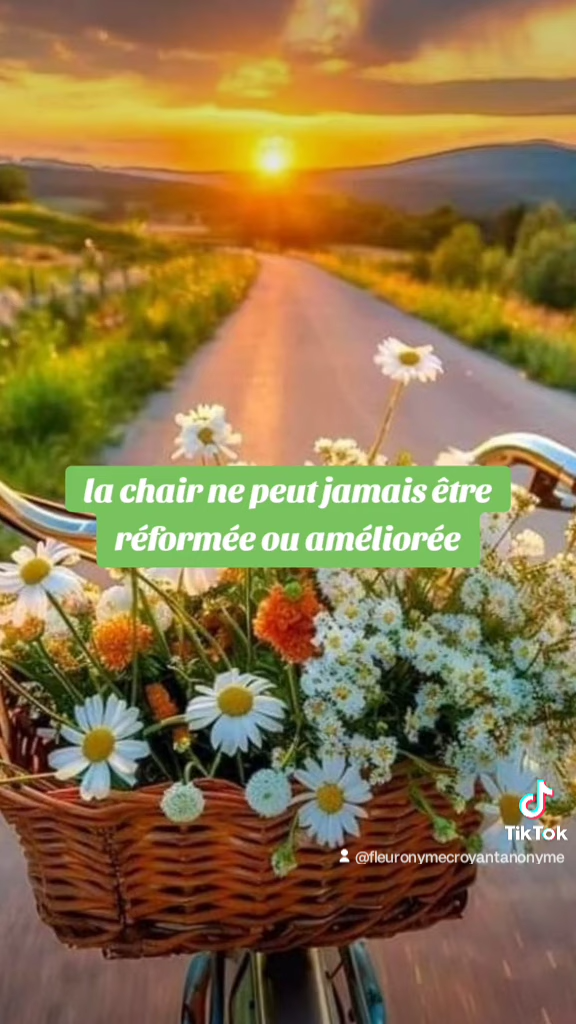 la chair ne peut jamais être
réformée ou améliorée
TikTok
@fleuronymecroyantanonyme